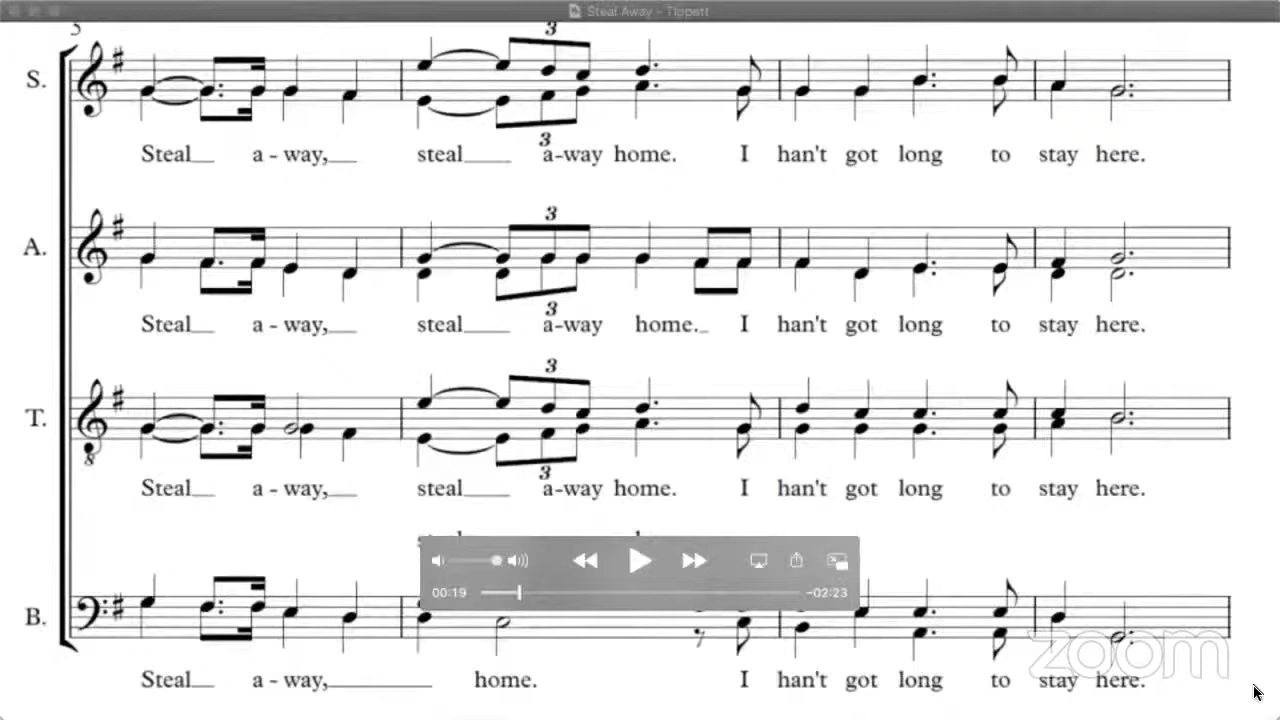 Steal Away – Tippett
5
3
S.
3
Steal a - way, steal a-way home. I han't got long to stay here.
3
A.
3
Steal a - way, steal a-way home. I han't got long to stay here.
3
T.
8
3
Steal a - way, steal a-way home. I han't got long to stay here.
00:19 -02:23
B.
zoom
Steal a - way, home. I han't got long to stay here.